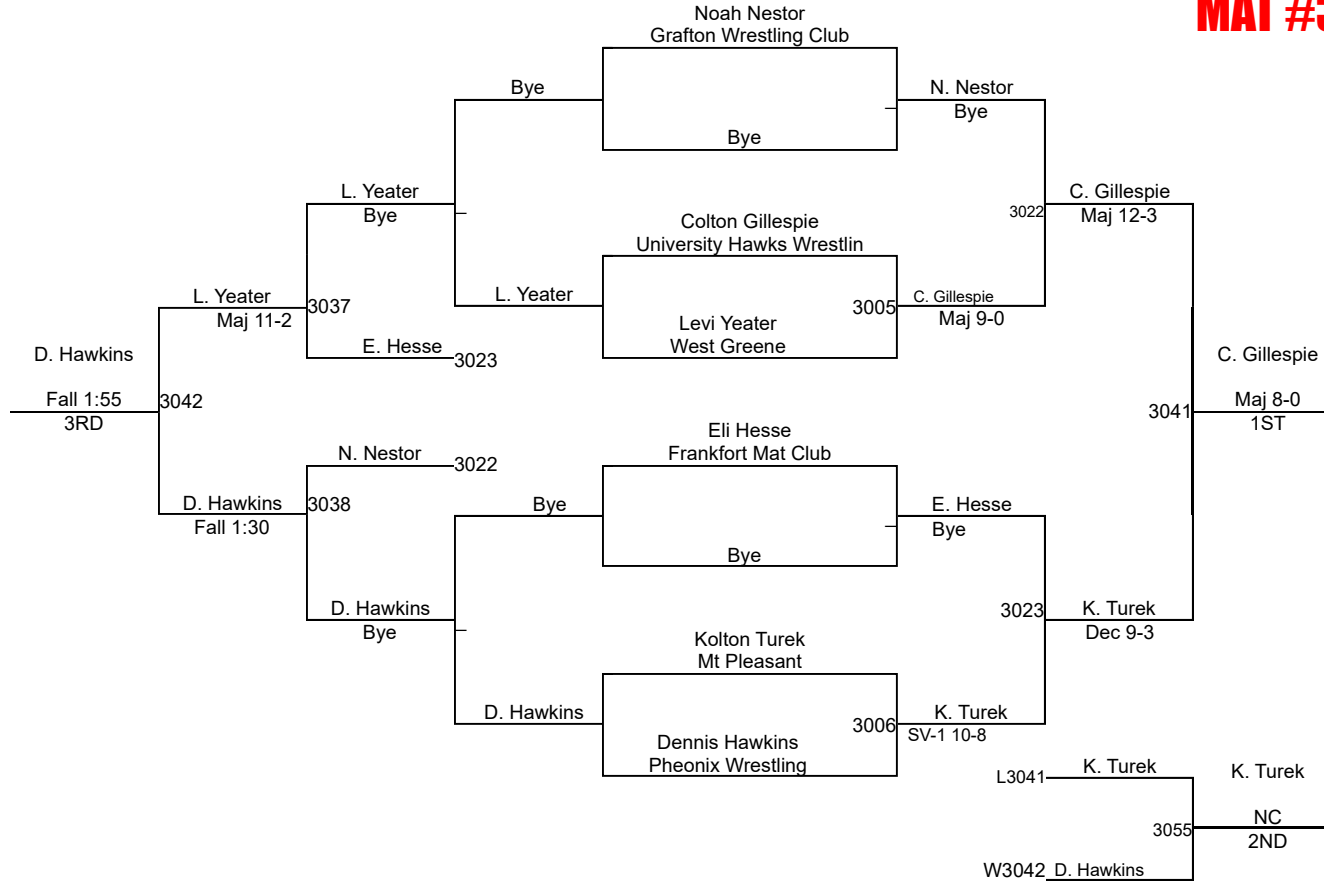 MAT #3
Noah Nestor
Grafton Wrestling Club
Bye
N. Nestor
Bye
Bye
L. Yeater
Bye
C. Gillespie
3022
Maj 12-3
Colton Gillespie
University Hawks Wrestlin
L. Yeater
3037
Maj 11-2
L. Yeater
3005
C. Gillespie
Maj 9-0
Levi Yeater
West Greene
E. Hesse
3023
D. Hawkins
Fall 1:55
3RD
3042
C. Gillespie
3041
Maj 8-0
1ST
Eli Hesse
Frankfort Mat Club
N. Nestor
3022
D. Hawkins
3038
Fall 1:30
Bye
E. Hesse
Bye
Bye
D. Hawkins
Bye
3023
K. Turek
Dec 9-3
Kolton Turek
Mt Pleasant
D. Hawkins
3006
K. Turek
SV-1 10-8
Dennis Hawkins
Pheonix Wrestling
L3041
K. Turek
K. Turek
3055
NC
2ND
W3042
D. Hawkins